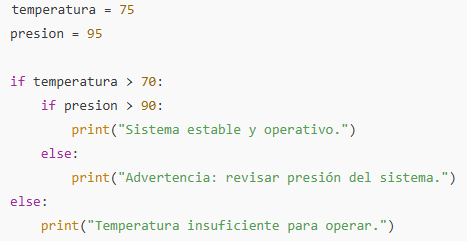 temperatura = 75
presion = 95

if temperatura > 70:
    if presion > 90:
        print("Sistema estable y operativo.")
    else:
        print("Advertencia: revisar presión del sistema.")
else:
    print("Temperatura insuficiente para operar.")